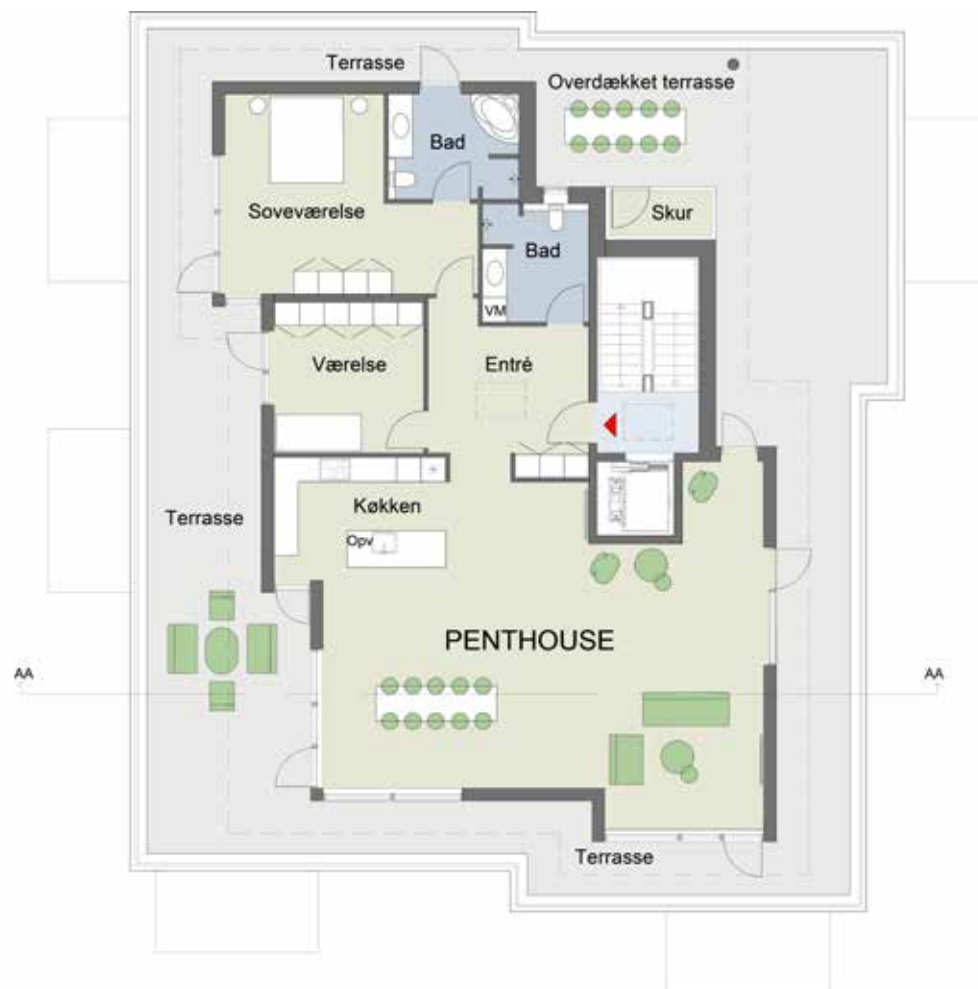 Terrasse
Overdækket terrasse
Bad
Soveværelse
Skur
Bad
VM
Værelse
Entré
Køkken
Terrasse
Opv
PENTHOUSE
AA
AA
Terrasse